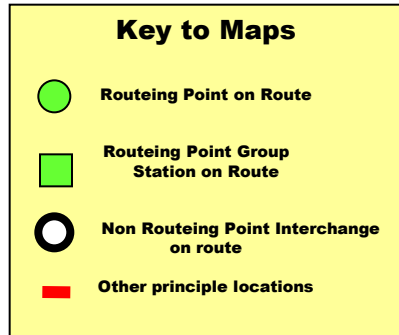 Key to Maps
Routeing Point on Route
Routeing Point Group
Station on Route
Non Routeing Point Interchange
on route
Other principle locations